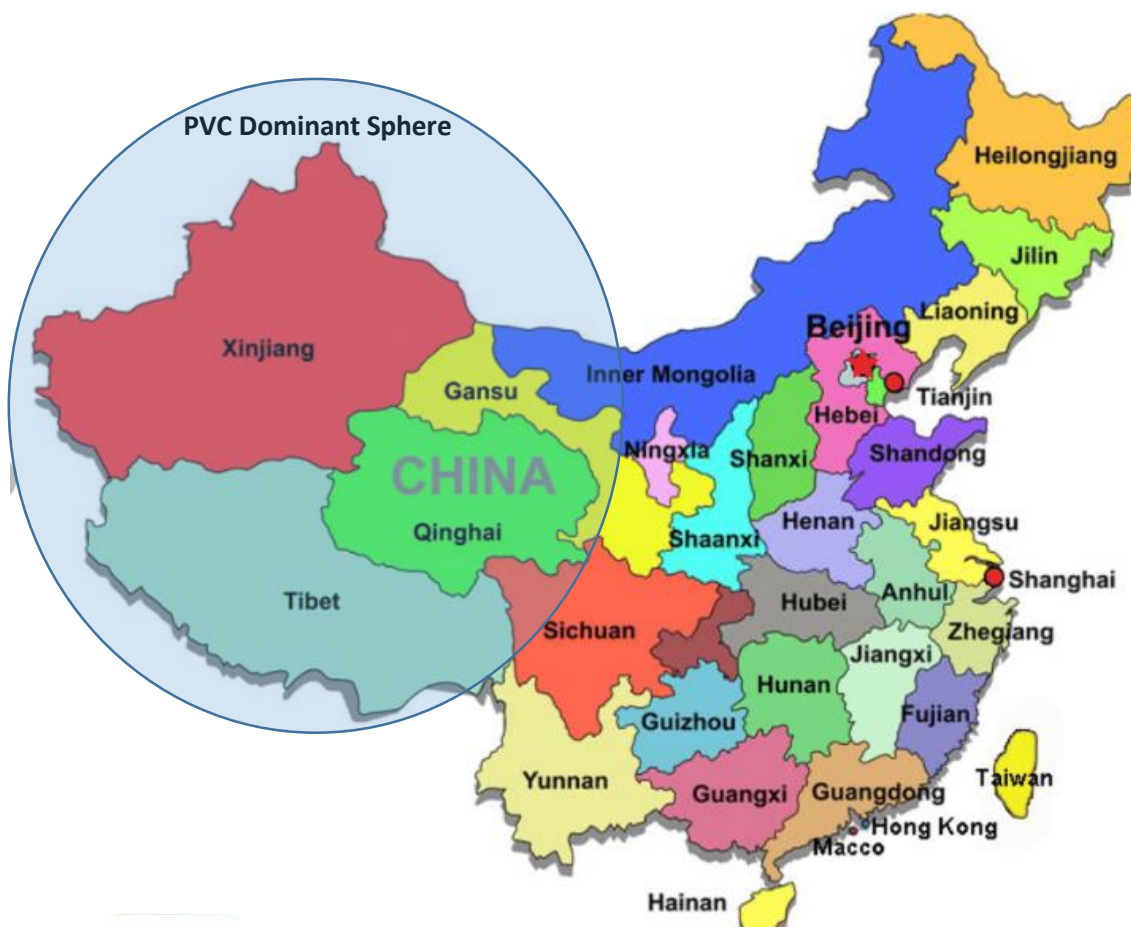 PVC Dominant Sphere
Heilongjiang
Jilin
Liaoning
Beijing
Xinjiang
Inner Mongolia
Gansu
Tianjin
Hebei
Ningxia
Shanxi
Shandong
CHINA
Qinghai
Shaanxi
Henan
Jiangsu
Shanghai
Anhul
Tibet
Hubei
Sichuan
Zhegiang
Jiangxi
Hunan
Guizhou
Fujian
Yunnan
Guangxi
Guangdong
Taiwan
Hong Kong
Macco
Hainan